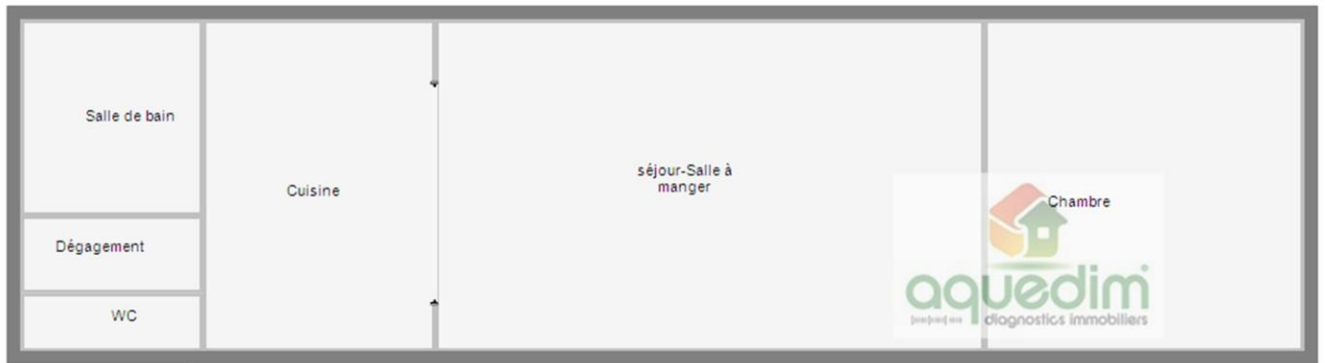 Salle de bain
Cuisine
séjour-Salle à
manger
Chambre
Dégagement
WC
aquedim
diagnostics immobiliers